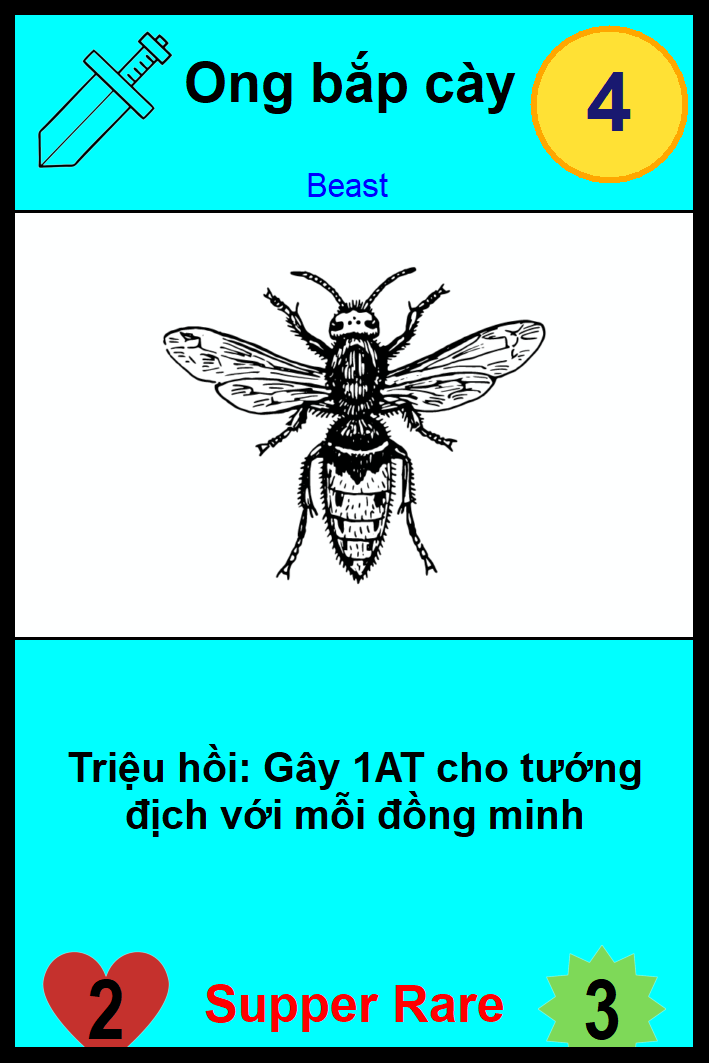 Ong bắp cày
4
Beast
Triệu hồi: Gây 1AT cho tướng
địch với mỗi đồng minh
2
Supper Rare
3